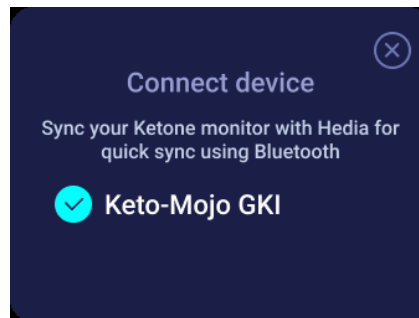 Connect device
Sync your Ketone monitor with Hedia for
quick sync using Bluetooth
Keto-Mojo GKI